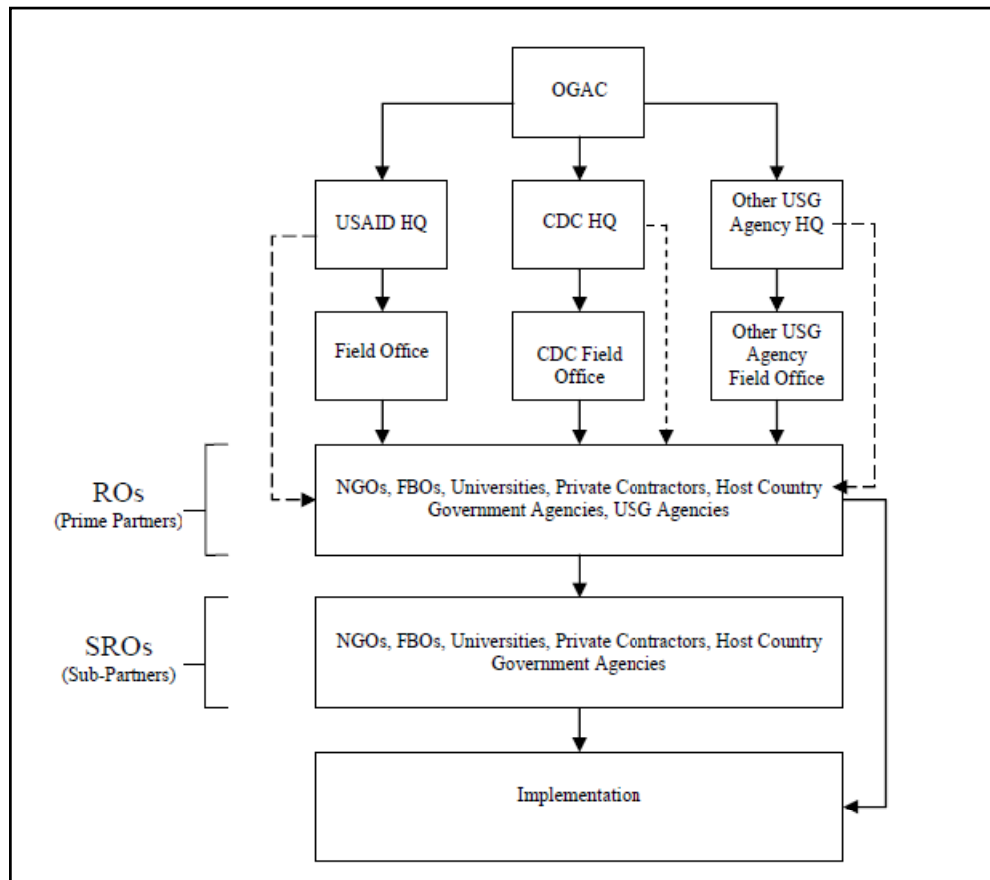 OGAC
USAID HQ
CDC HQ
Other USG
Agency HQ
Field Office
CDC Field
Office
Other USG
Agency
Field Office
ROs
(Prime Partners)
NGOs, FBOs, Universities, Private Contractors, Host Country
Government Agencies, USG Agencies
SROs
(Sub-Partners)
NGOs, FBOs, Universities, Private Contractors, Host Country
Government Agencies
Implementation